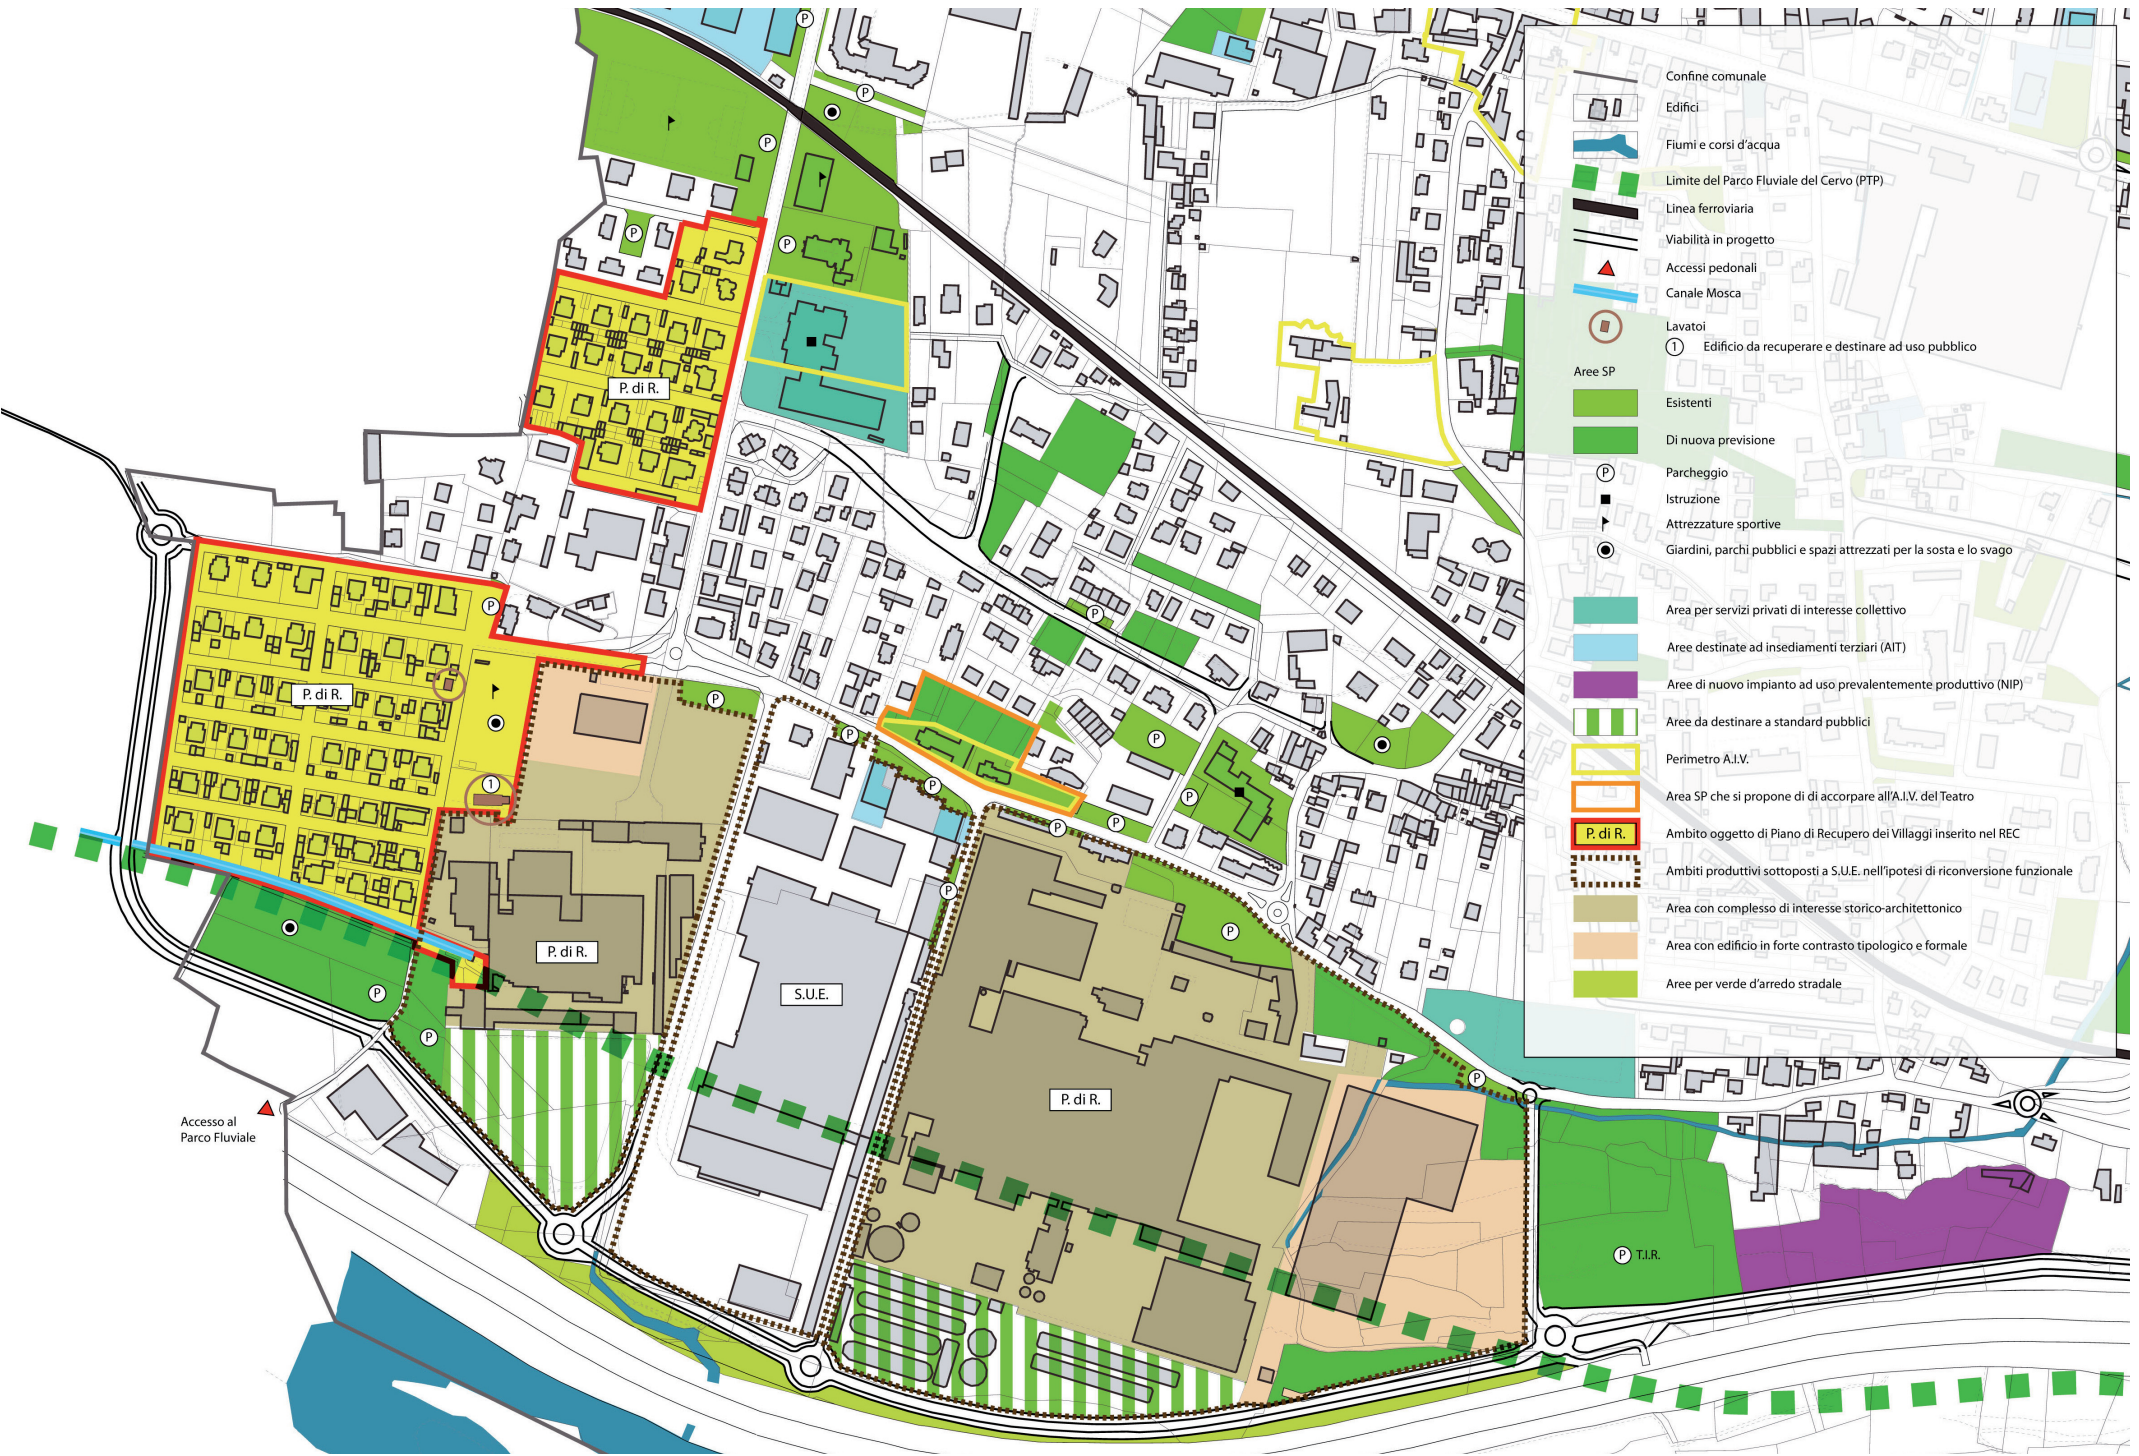 P
P
P
P
P
P
P. di R.
P
P. di R.
1
P
P
P
P
P
P
P
P
P
P
P
P
P
P. di R.
S.U.E.
P. di R.
P
P T.I.R.
Accesso al
Parco Fluviale
Confine comunale
Edifici
Fiumi e corsi d'acqua
Limite del Parco Fluviale del Cervo (PTP)
Linea ferroviaria
Viabilità in progetto
Accessi pedonali
Canale Mosca
Lavatoi
1 Edificio da recuperare e destinare ad uso pubblico
Aree SP
Esistenti
Di nuova previsione
P Parcheggio
Istruzione
Attrezzature sportive
Giardini, parchi pubblici e spazi attrezzati per la sosta e lo svago
Area per servizi privati di interesse collettivo
Aree destinate ad insediamenti terziari (AIT)
Aree di nuovo impianto ad uso prevalentemente produttivo (NIP)
Aree da destinare a standard pubblici
Perimetro A.I.V.
Area SP che si propone di di accorpare all'A.I.V. del Teatro
P. di R. Ambito oggetto di Piano di Recupero dei Villaggi inserito nel REC
Ambiti produttivi sottoposti a S.U.E. nell'ipotesi di riconversione funzionale
Area con complesso di interesse storico-architettonico
Area con edificio in forte contrasto tipologico e formale
Aree per verde d'arredo stradale